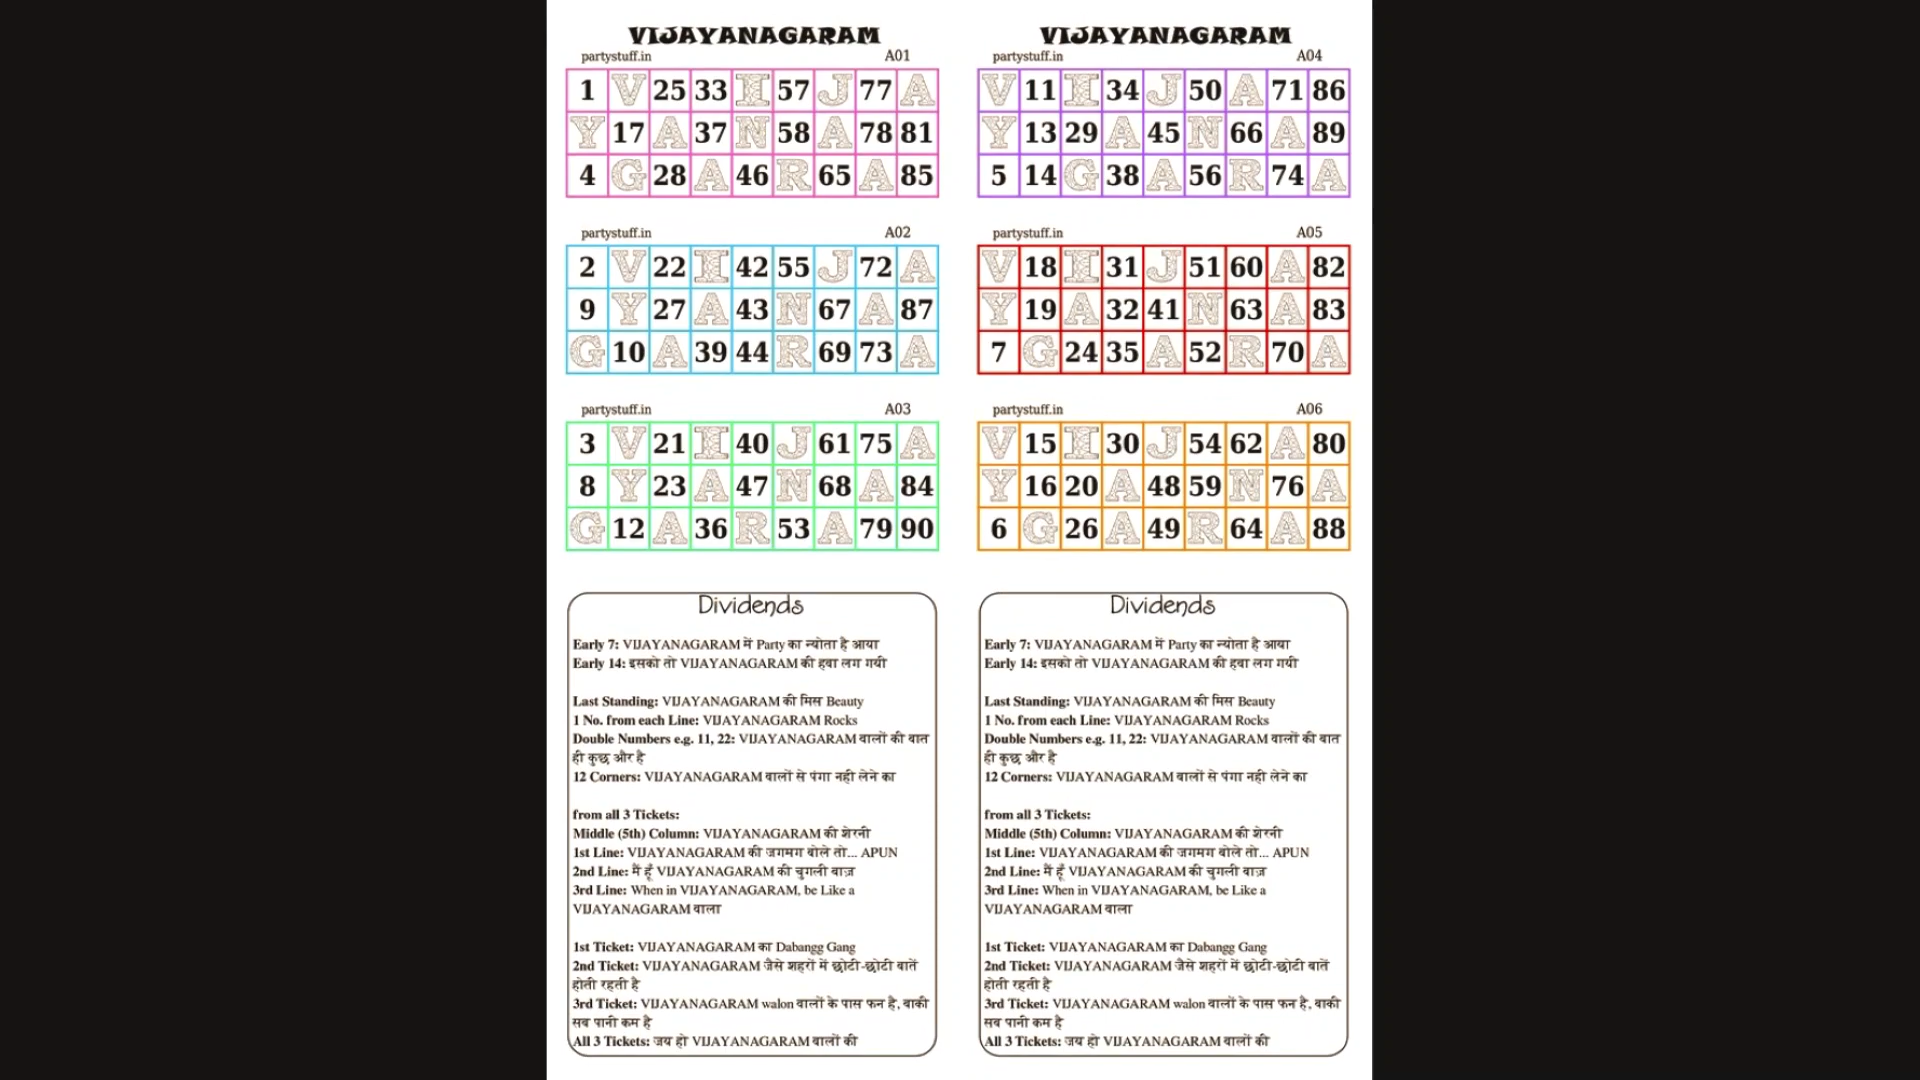 VIJAYANAGARAM
partystuff.in A01
1 V 25 33 I 57 J 77 A
Y 17 A 37 N 58 A 78 81
4 G 28 A 46 R 65 A 85
partystuff.in A02
2 V 22 I 42 55 J 72 A
9 Y 27 A 43 N 67 A 87
G 10 A 39 44 R 69 73 A
partystuff.in A03
3 V 21 I 40 J 61 75 A
8 Y 23 A 47 N 68 A 84
G 12 A 36 R 53 A 79 90
Dividends
Early 7: VIJAYANAGARAM में Party का न्योता है आया
Early 14: इसको तो VIJAYANAGARAM की हवा लग गयी
Last Standing: VIJAYANAGARAM की मिस Beauty
1 No. from each Line: VIJAYANAGARAM Rocks
Double Numbers e.g. 11, 22: VIJAYANAGARAM वालों की बात
ही कुछ और है
12 Corners: VIJAYANAGARAM वालों से पंगा नही लेने का
from all 3 Tickets:
Middle (5th) Column: VIJAYANAGARAM की शेरनी
1st Line: VIJAYANAGARAM की जगमग बोले तो... APUN
2nd Line: मैं हूँ VIJAYANAGARAM की चुगली बाज़
3rd Line: When in VIJAYANAGARAM, be Like a
VIJAYANAGARAM वाला
1st Ticket: VIJAYANAGARAM का Dabangg Gang
2nd Ticket: VIJAYANAGARAM जैसे शहरों में छोटी-छोटी बातें
होती रहती है
3rd Ticket: VIJAYANAGARAM walon वालों के पास फन है, बाकी
सब पानी कम है
All 3 Tickets: जय हो VIJAYANAGARAM वालों की
VIJAYANAGARAM
partystuff.in A04
V 11 I 34 J 50 A 71 86
Y 13 29 A 45 N 66 A 89
5 14 G 38 A 56 R 74 A
partystuff.in A05
V 18 I 31 J 51 60 A 82
Y 19 A 32 41 N 63 A 83
7 G 24 35 A 52 R 70 A
partystuff.in A06
V 15 I 30 J 54 62 A 80
Y 16 20 A 48 59 N 76 A
6 G 26 A 49 R 64 A 88
Dividends
Early 7: VIJAYANAGARAM में Party का न्योता है आया
Early 14: इसको तो VIJAYANAGARAM की हवा लग गयी
Last Standing: VIJAYANAGARAM की मिस Beauty
1 No. from each Line: VIJAYANAGARAM Rocks
Double Numbers e.g. 11, 22: VIJAYANAGARAM वालों की बात
ही कुछ और है
12 Corners: VIJAYANAGARAM वालों से पंगा नही लेने का
from all 3 Tickets:
Middle (5th) Column: VIJAYANAGARAM की शेरनी
1st Line: VIJAYANAGARAM की जगमग बोले तो... APUN
2nd Line: मैं हूँ VIJAYANAGARAM की चुगली बाज़
3rd Line: When in VIJAYANAGARAM, be Like a
VIJAYANAGARAM वाला
1st Ticket: VIJAYANAGARAM का Dabangg Gang
2nd Ticket: VIJAYANAGARAM जैसे शहरों में छोटी-छोटी बातें
होती रहती है
3rd Ticket: VIJAYANAGARAM walon वालों के पास फन है, बाकी
सब पानी कम है
All 3 Tickets: जय हो VIJAYANAGARAM वालों की